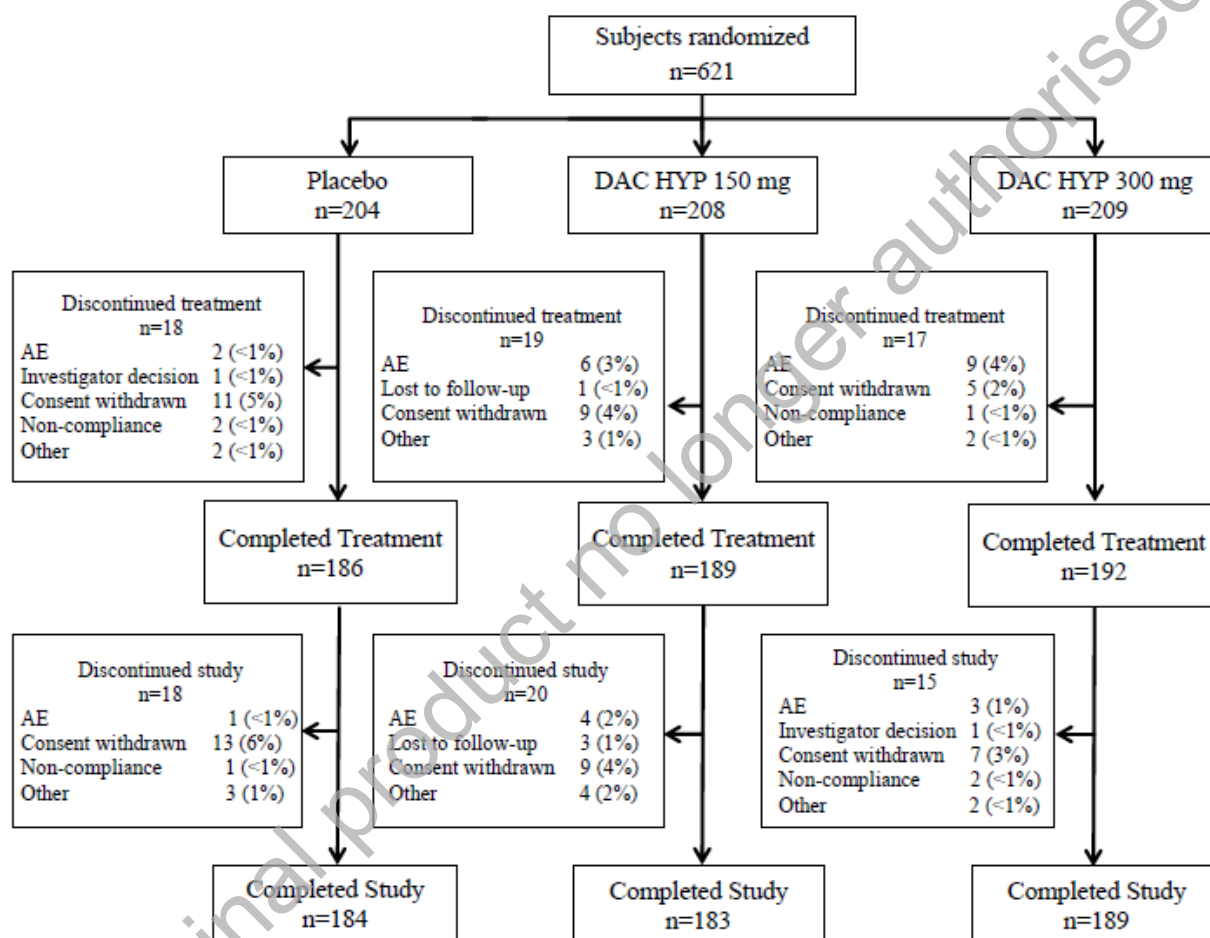 Subjects randomized
n=621
Placebo
n=204
DAC HYP 150 mg
n=208
DAC HYP 300 mg
n=209
Discontinued treatment
n=18
AE 2 (<1%)
Investigator decision 1 (<1%)
Consent withdrawn 11 (5%)
Non-compliance 2 (<1%)
Other 2 (<1%)
Discontinued treatment
n=19
AE 6 (3%)
Lost to follow-up 1 (<1%)
Consent withdrawn 9 (4%)
Other 3 (1%)
Discontinued treatment
n=17
AE 9 (4%)
Consent withdrawn 5 (2%)
Non-compliance 1 (<1%)
Other 2 (<1%)
Completed Treatment
n=186
Completed Treatment
n=189
Completed Treatment
n=192
Discontinued study
n=18
AE 1 (<1%)
Consent withdrawn 13 (6%)
Non-compliance 1 (<1%)
Other 3 (1%)
Discontinued study
n=20
AE 4 (2%)
Lost to follow-up 3 (1%)
Consent withdrawn 9 (4%)
Other 4 (2%)
Discontinued study
n=15
AE 3 (1%)
Investigator decision 1 (<1%)
Consent withdrawn 7 (3%)
Non-compliance 2 (<1%)
Other 2 (<1%)
Completed Study
n=184
Completed Study
n=183
Completed Study
n=189
inal product no longer authorised